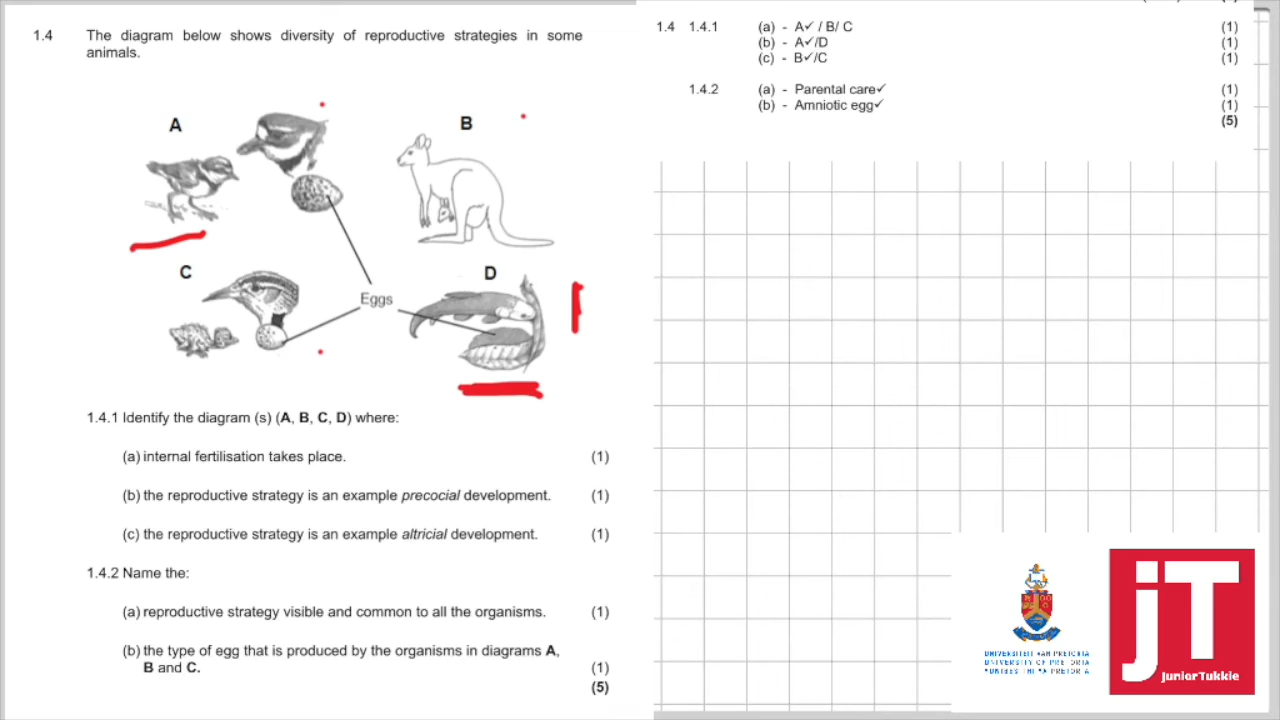 1.4 The diagram below shows diversity of reproductive strategies in some
animals.
A
B
C
D
Eggs
1.4.1 Identify the diagram (s) (A, B, C, D) where:
(a) internal fertilisation takes place. (1)
(b) the reproductive strategy is an example precocial development. (1)
(c) the reproductive strategy is an example altricial development. (1)
1.4.2 Name the:
(a) reproductive strategy visible and common to all the organisms. (1)
(b) the type of egg that is produced by the organisms in diagrams A,
B and C. (1)
(5)
1.4 1.4.1 (a) - A✓ / B/ C (1)
(b) - A✓/D (1)
(c) - B✓/C (1)
1.4.2 (a) - Parental care✓ (1)
(b) - Amniotic egg✓ (1)
(5)
UNIVERSITEIT VAN PRETORIA
UNIVERSITY OF PRETORIA
YUNIBESITHI YA PRETORIA
jT
JuniorTukkie